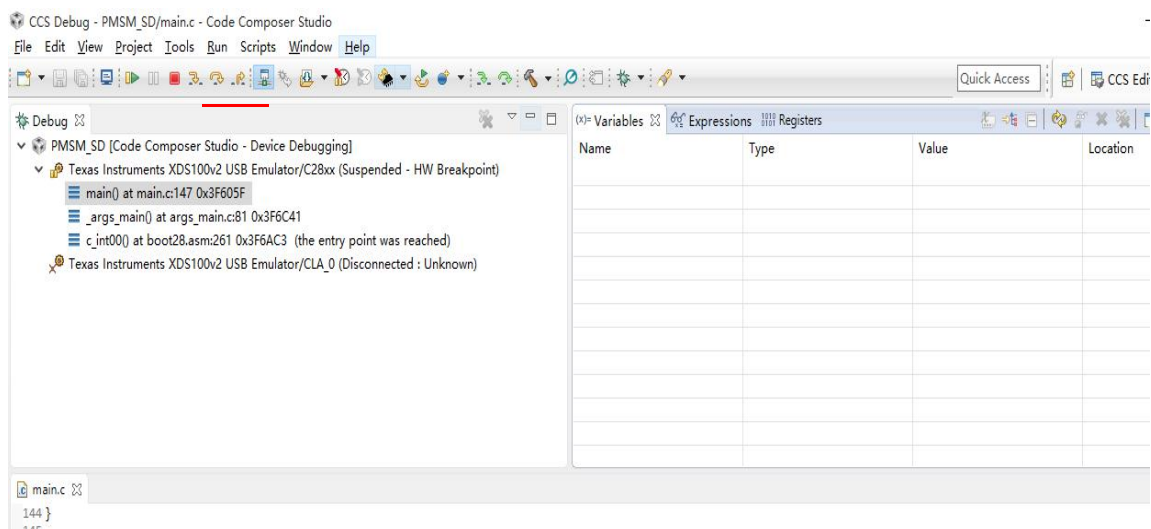 CCS Debug - PMSM_SD/main.c - Code Composer Studio
File Edit View Project Tools Run Scripts Window Help
Quick Access
CCS Edi
Debug
(x)= Variables Expressions Registers
PMSM_SD [Code Composer Studio - Device Debugging]
Name Type Value Location
Texas Instruments XDS100v2 USB Emulator/C28xx (Suspended - HW Breakpoint)
main() at main.c:147 0x3F605F
_args_main() at args_main.c:81 0x3F6C41
c_int00() at boot28.asm:261 0x3F6AC3 (the entry point was reached)
Texas Instruments XDS100v2 USB Emulator/CLA_0 (Disconnected : Unknown)
main.c
144 }